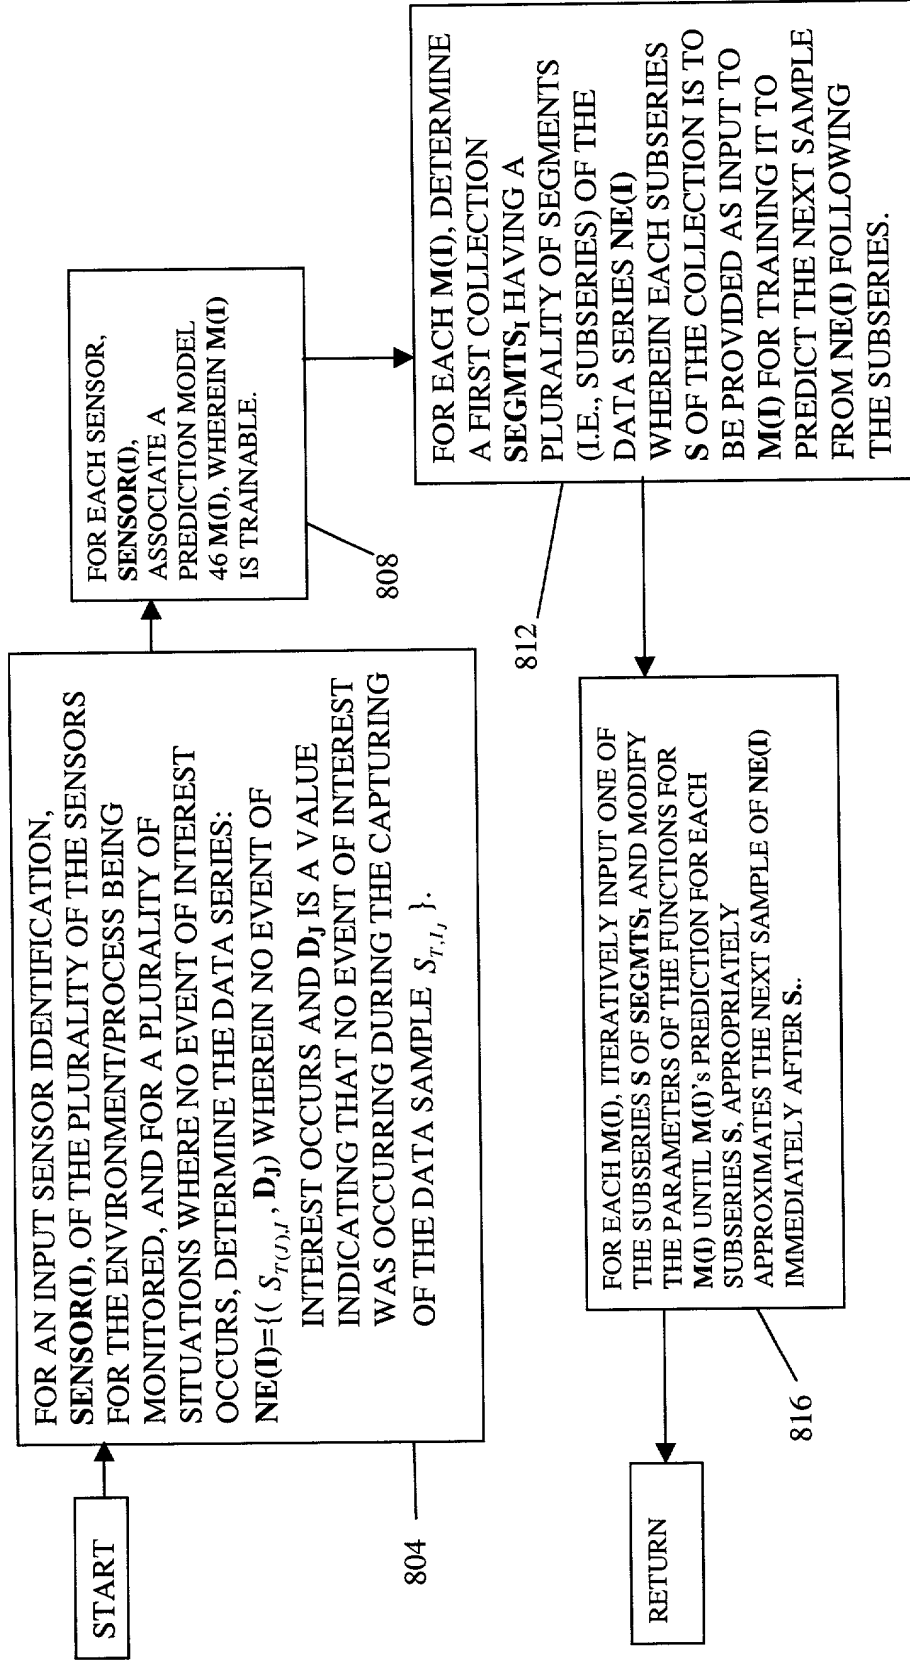 START
FOR AN INPUT SENSOR IDENTIFICATION,
SENSOR(I), OF THE PLURALITY OF THE SENSORS
FOR THE ENVIRONMENT/PROCESS BEING
MONITORED, AND FOR A PLURALITY OF
SITUATIONS WHERE NO EVENT OF INTEREST
OCCURS, DETERMINE THE DATA SERIES:
NE(I)={( S_{T(J),I} , D_J) WHEREIN NO EVENT OF
INTEREST OCCURS AND D_J IS A VALUE
INDICATING THAT NO EVENT OF INTEREST
WAS OCCURRING DURING THE CAPTURING
OF THE DATA SAMPLE S_{T,I_J} }.
804
FOR EACH SENSOR,
SENSOR(I),
ASSOCIATE A
PREDICTION MODEL
46 M(I), WHEREIN M(I)
IS TRAINABLE.
808
FOR EACH M(I), DETERMINE
A FIRST COLLECTION
SEGMTS_I HAVING A
PLURALITY OF SEGMENTS
(I.E., SUBSERIES) OF THE
DATA SERIES NE(I)
WHEREIN EACH SUBSERIES
S OF THE COLLECTION IS TO
BE PROVIDED AS INPUT TO
M(I) FOR TRAINING IT TO
PREDICT THE NEXT SAMPLE
FROM NE(I) FOLLOWING
THE SUBSERIES.
812
FOR EACH M(I), ITERATIVELY INPUT ONE OF
THE SUBSERIES S OF SEGMTS_I AND MODIFY
THE PARAMETERS OF THE FUNCTIONS FOR
M(I) UNTIL M(I)'s PREDICTION FOR EACH
SUBSERIES S, APPROPRIATELY
APPROXIMATES THE NEXT SAMPLE OF NE(I)
IMMEDIATELY AFTER S..
816
RETURN